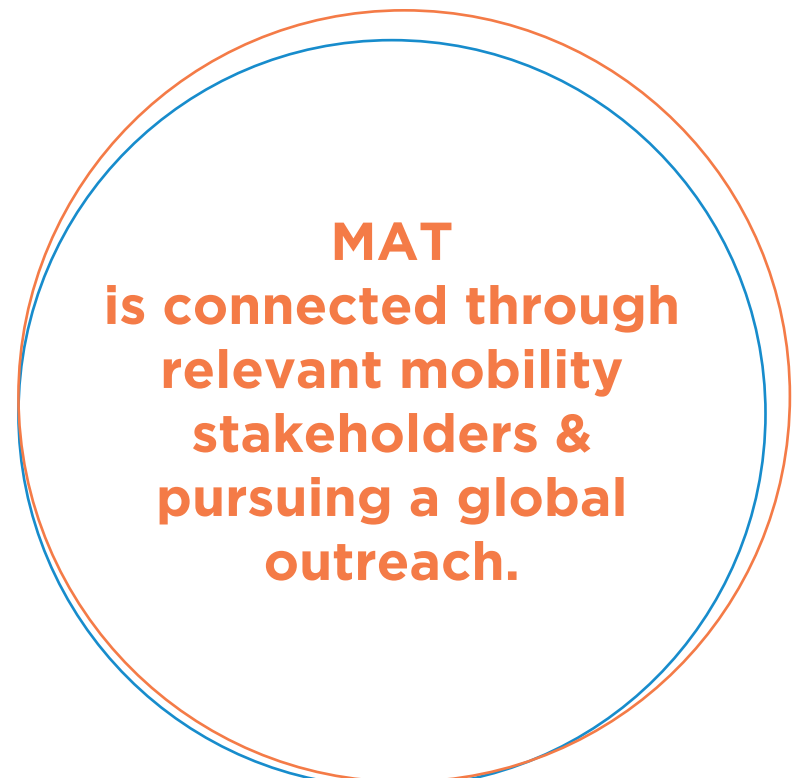 MAT
is connected through
relevant mobility
stakeholders &
pursuing a global
outreach.